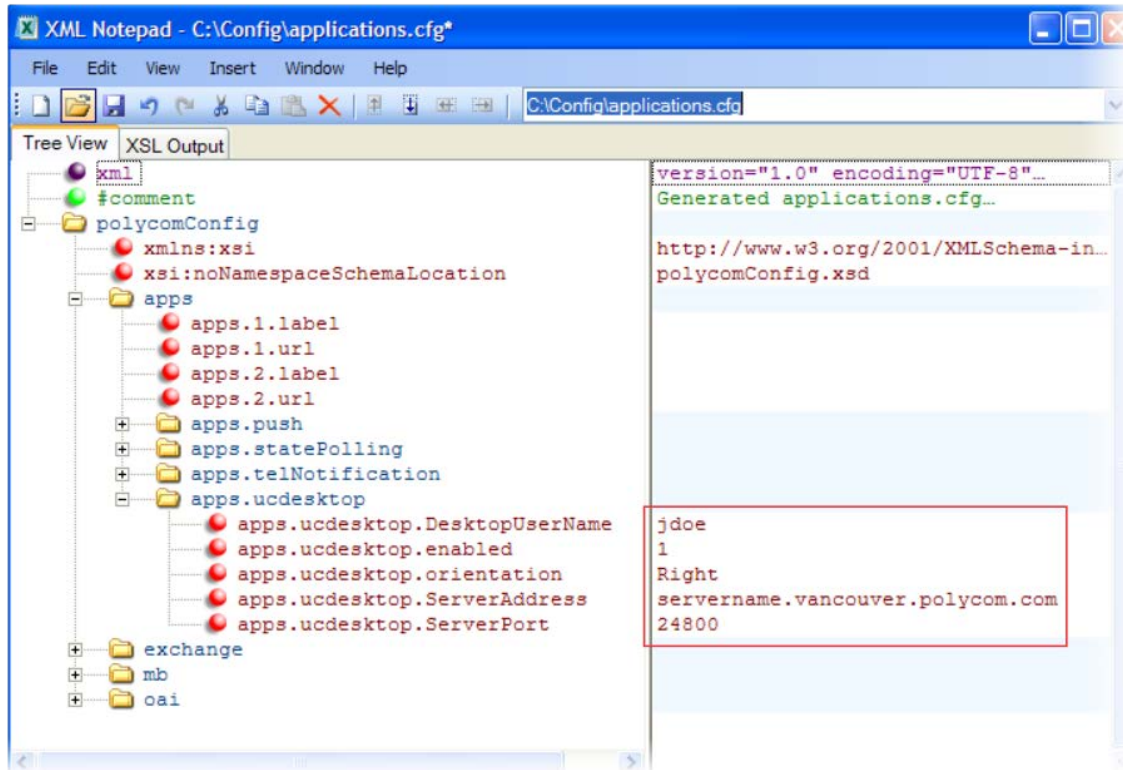 XML Notepad - C:\Config\applications.cfg*
File Edit View Insert Window Help
C:\Config\applications.cfg
Tree View XSL Output
xml version="1.0" encoding="UTF-8"…
#comment Generated applications.cfg…
polycomConfig
xmlns:xsi http://www.w3.org/2001/XMLSchema-in…
xsi:noNamespaceSchemaLocation polycomConfig.xsd
apps
apps.1.label
apps.1.url
apps.2.label
apps.2.url
apps.push
apps.statePolling
apps.telNotification
apps.ucdesktop
apps.ucdesktop.DesktopUserName jdoe
apps.ucdesktop.enabled 1
apps.ucdesktop.orientation Right
apps.ucdesktop.ServerAddress servername.vancouver.polycom.com
apps.ucdesktop.ServerPort 24800
exchange
mb
oai